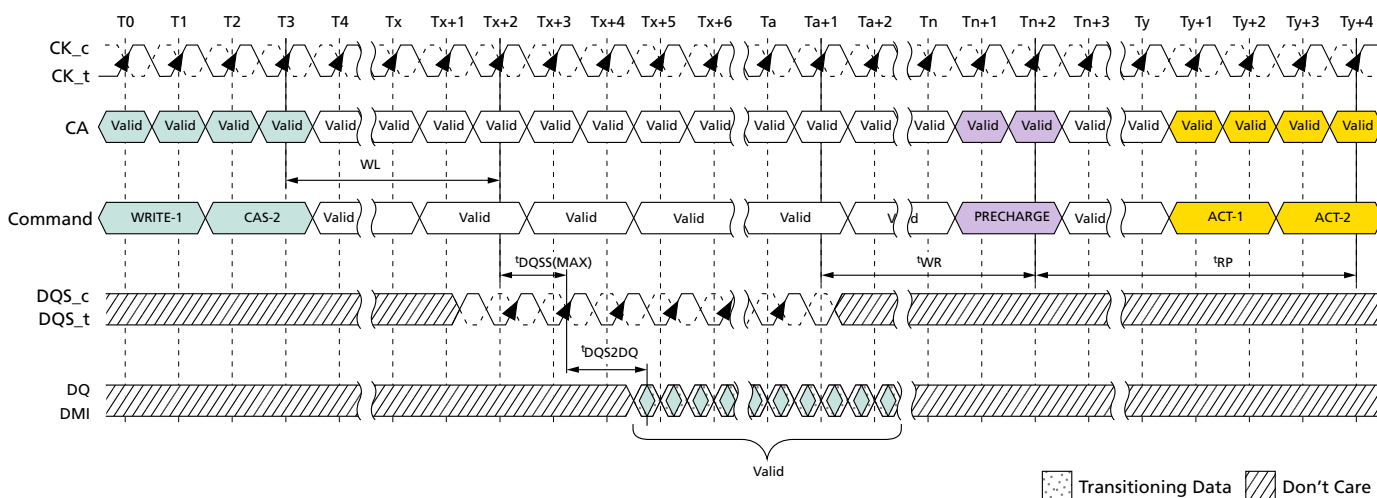 T0 T1 T2 T3 T4 Tx Tx+1 Tx+2 Tx+3 Tx+4 Tx+5 Tx+6 Ta Ta+1 Ta+2 Tn Tn+1 Tn+2 Tn+3 Ty Ty+1 Ty+2 Ty+3 Ty+4
CK_c
CK_t
CA Valid Valid Valid Valid Valid Valid Valid Valid Valid Valid Valid Valid Valid Valid Valid Valid Valid Valid Valid Valid Valid Valid Valid Valid
WL
Command WRITE-1 CAS-2 Valid Valid Valid Valid Valid PRECHARGE Valid ACT-1 ACT-2
tDQSS(MAX) tWR tRP
DQS_c
DQS_t
tDQS2DQ
DQ
DMI
Valid
Transitioning Data Don't Care